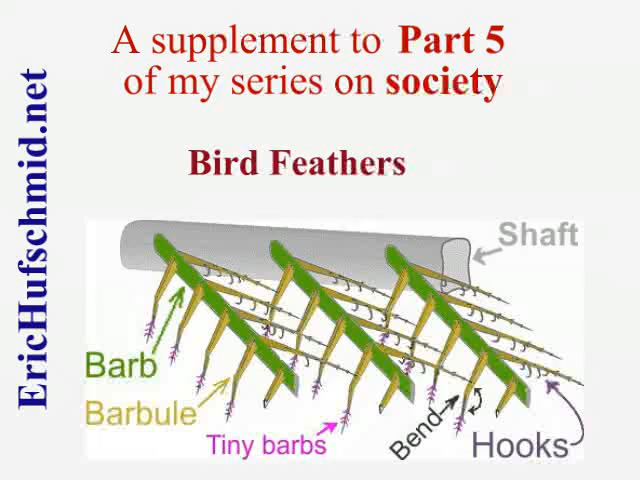 A supplement to Part 5
of my series on society
EricHufschmid.net
Bird Feathers
Shaft
Barb
Barbule
Tiny barbs
Bend
Hooks